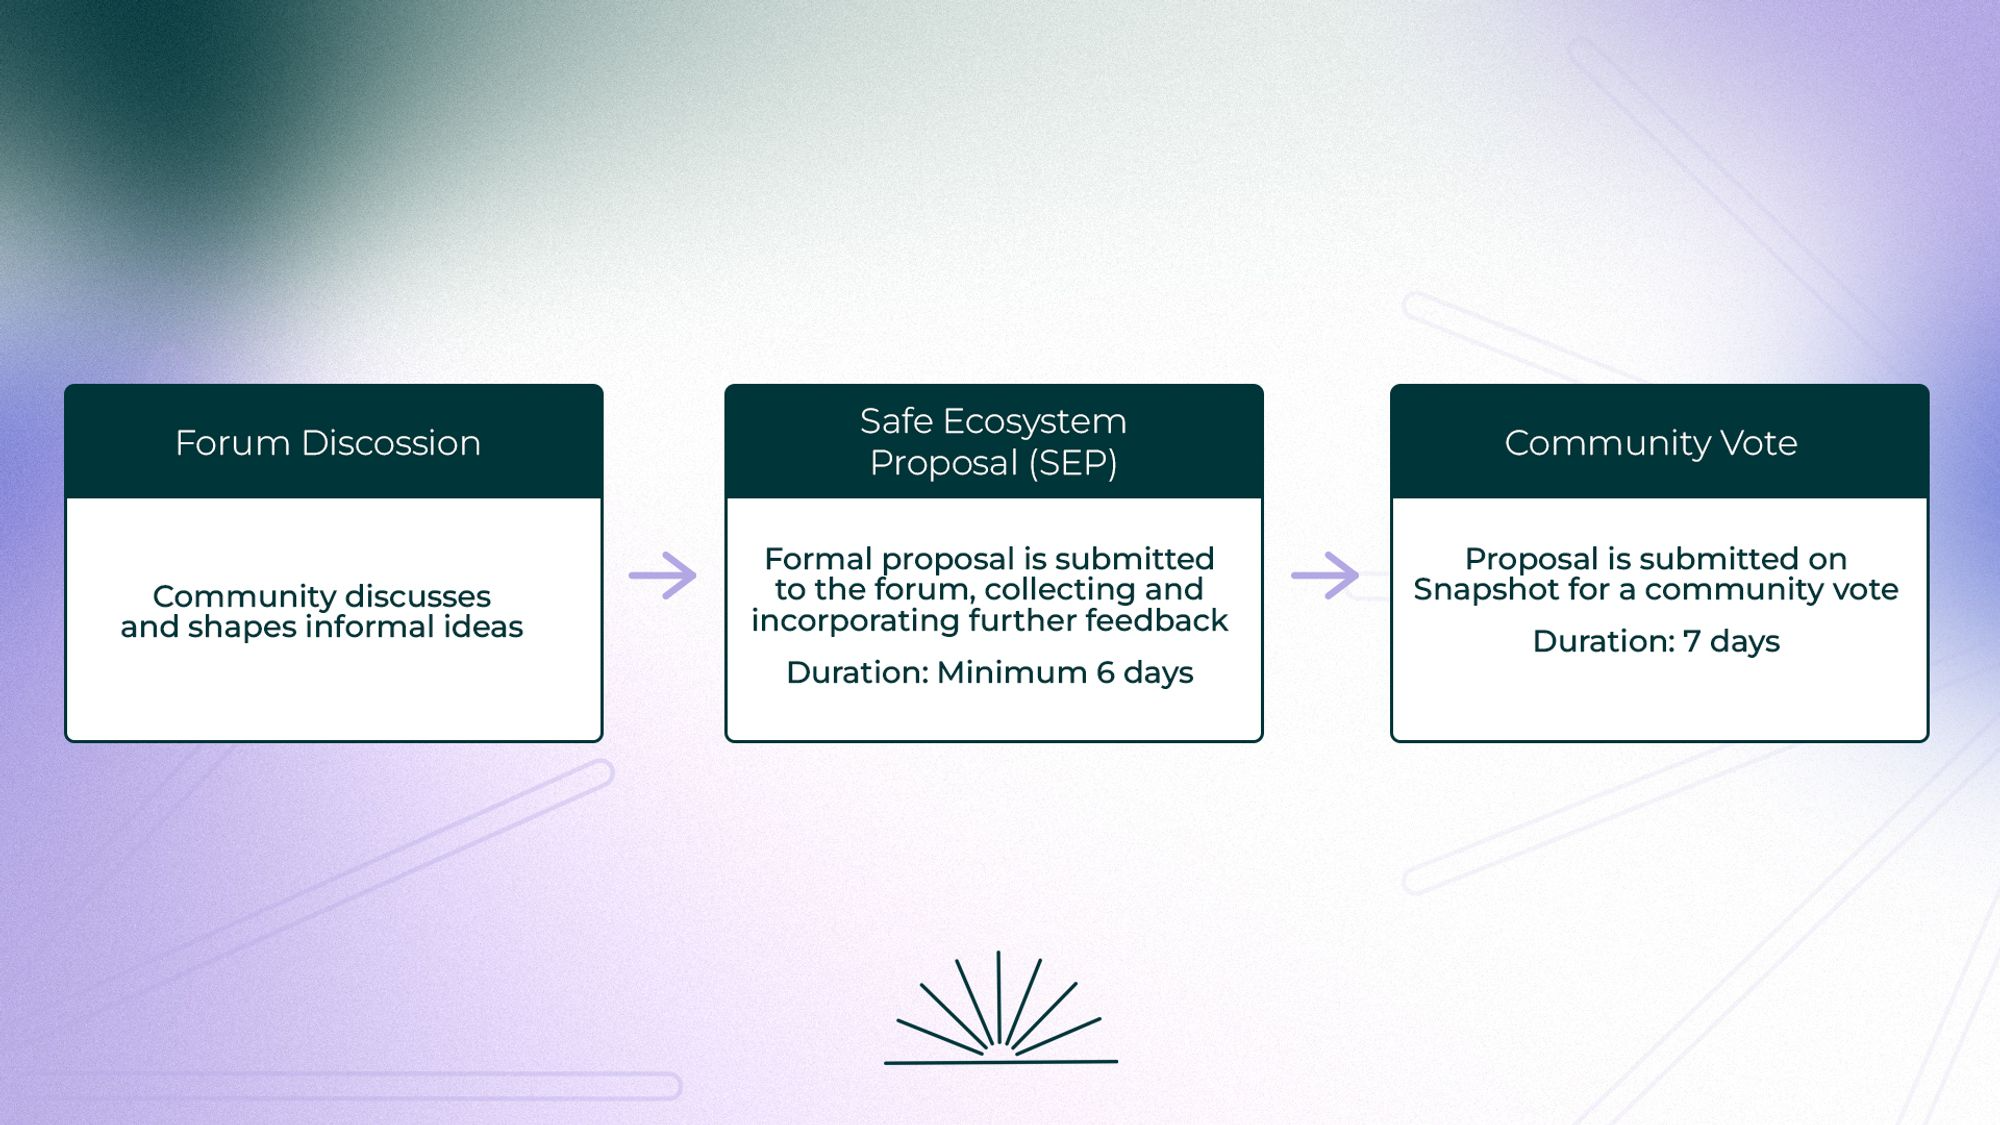 Forum Discossion
Community discusses
and shapes informal ideas
Safe Ecosystem
Proposal (SEP)
Formal proposal is submitted
to the forum, collecting and
incorporating further feedback
Duration: Minimum 6 days
Community Vote
Proposal is submitted on
Snapshot for a community vote
Duration: 7 days